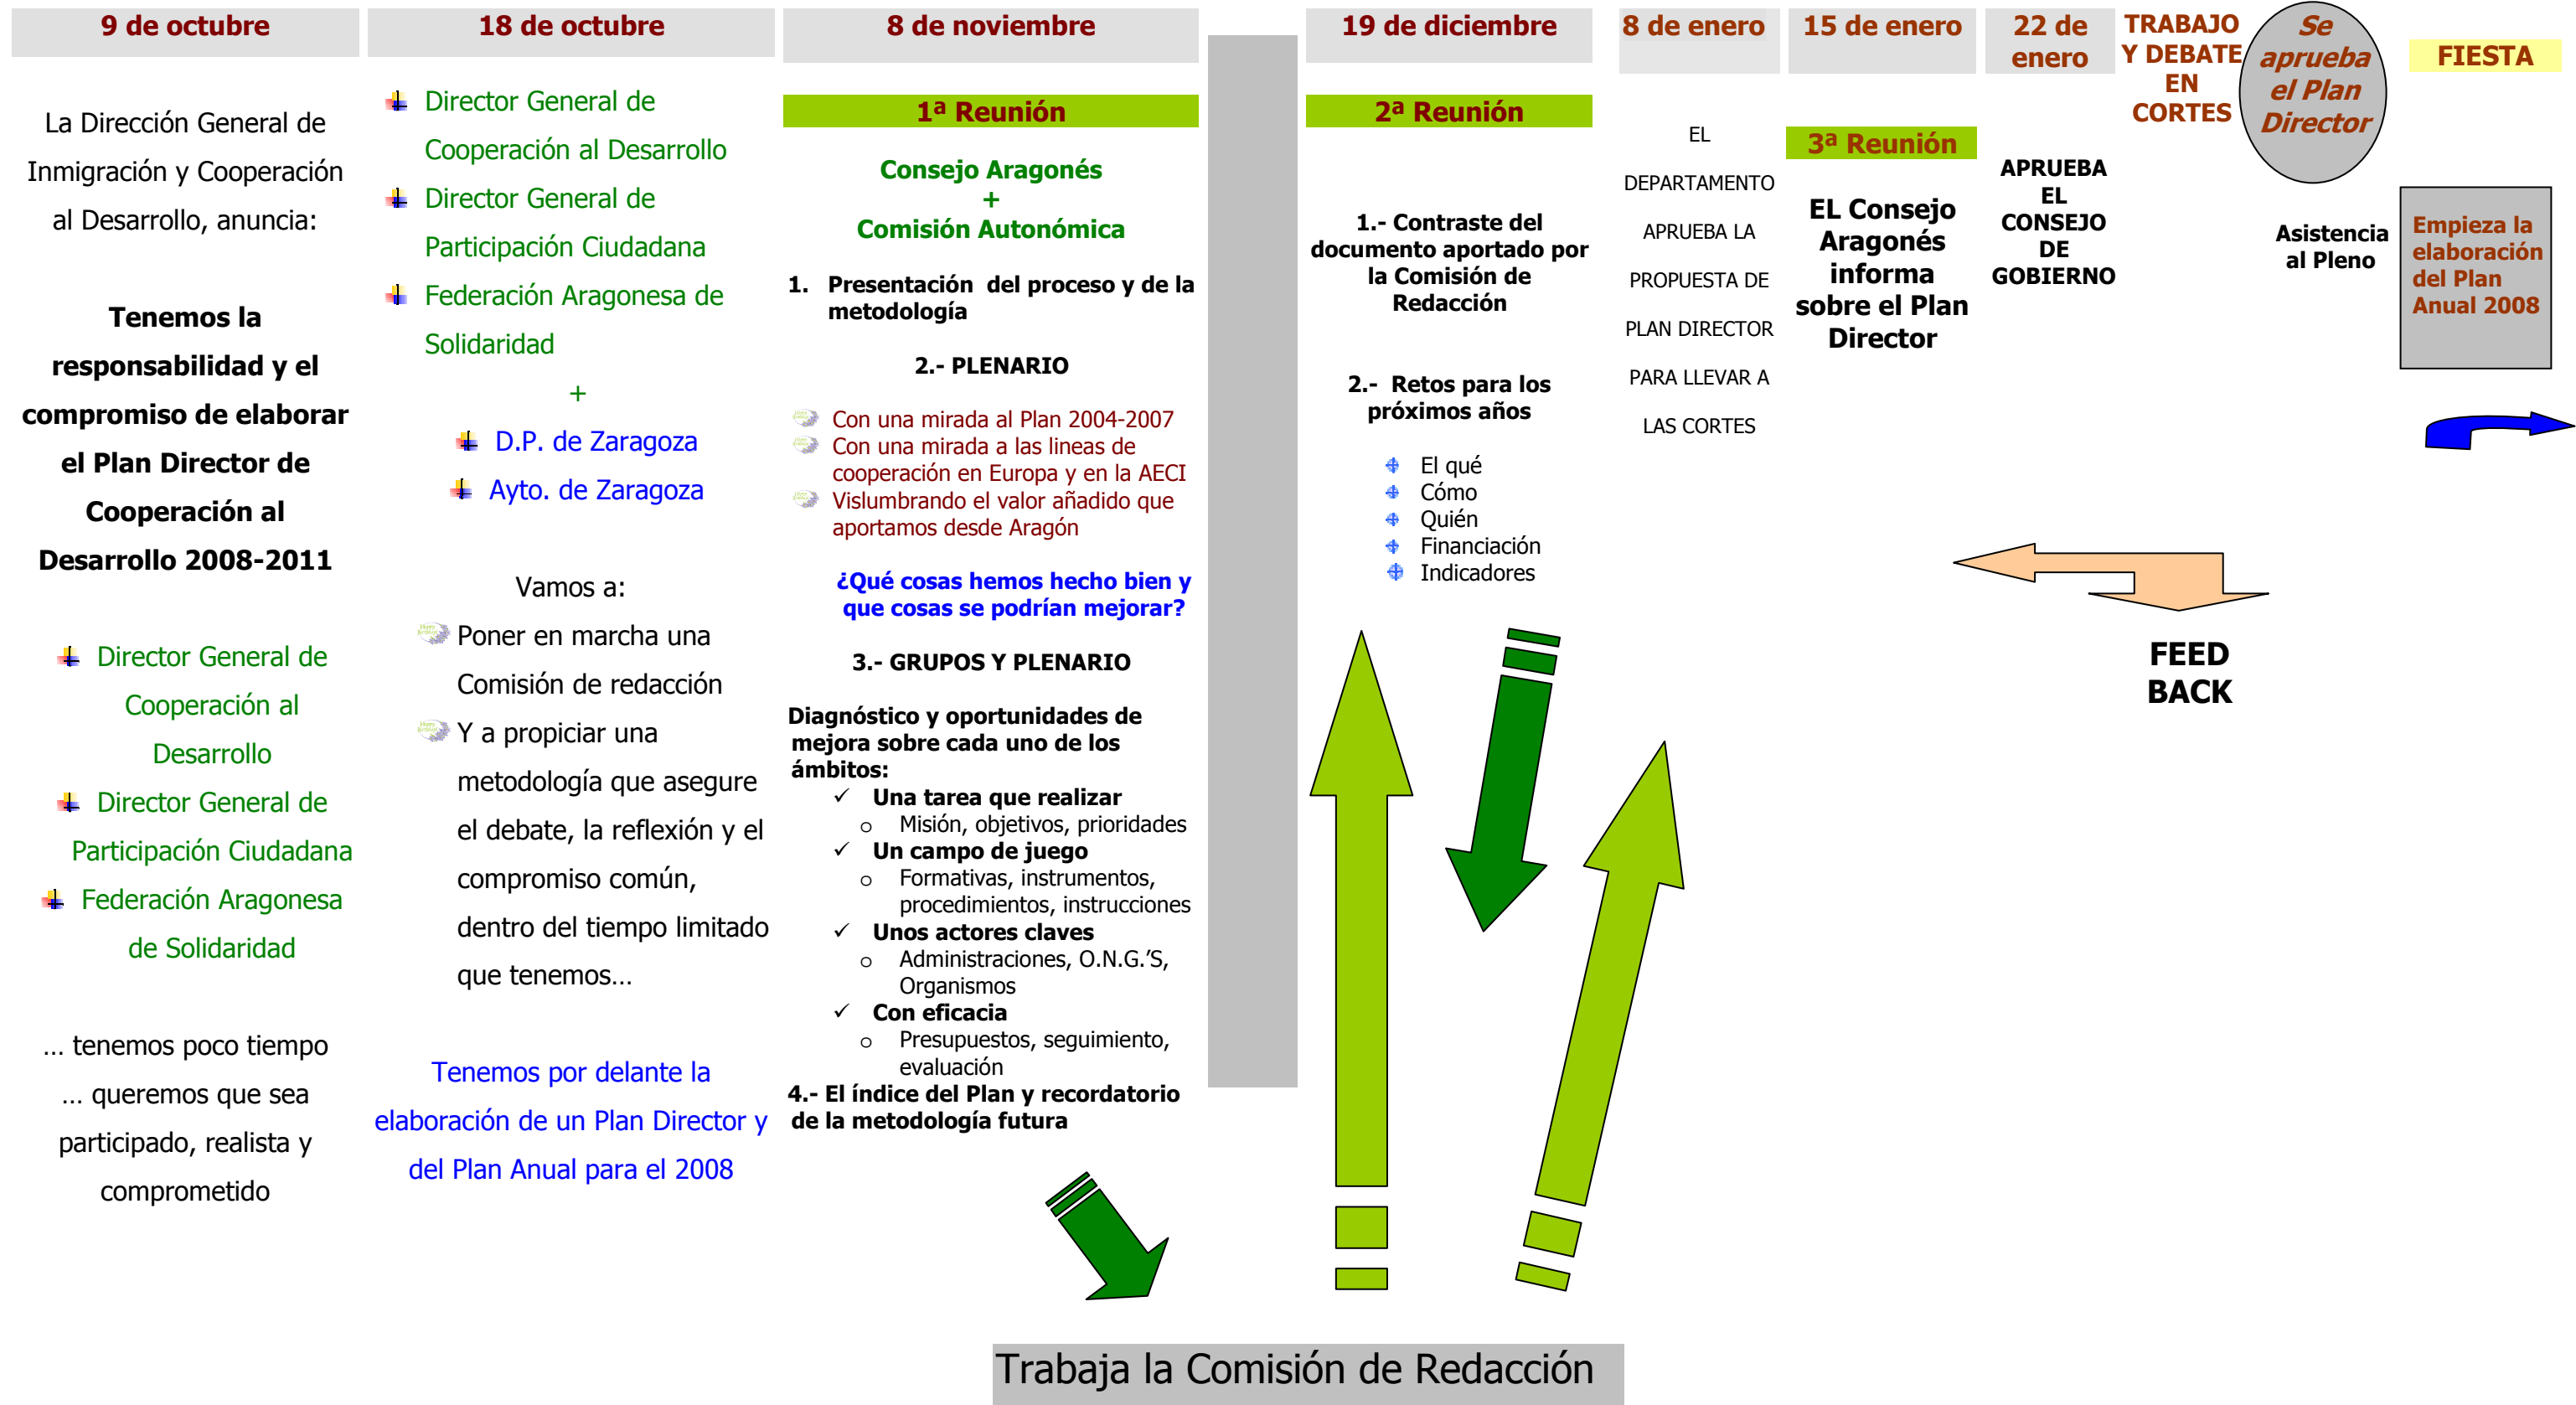 9 de octubre
La Dirección General de
Inmigración y Cooperación
al Desarrollo, anuncia:
Tenemos la
responsabilidad y el
compromiso de elaborar
el Plan Director de
Cooperación al
Desarrollo 2008-2011
Director General de
Cooperación al
Desarrollo
Director General de
Participación Ciudadana
Federación Aragonesa
de Solidaridad
... tenemos poco tiempo
... queremos que sea
participado, realista y
comprometido
18 de octubre
Director General de
Cooperación al Desarrollo
Director General de
Participación Ciudadana
Federación Aragonesa de
Solidaridad
+
D.P. de Zaragoza
Ayto. de Zaragoza
Vamos a:
Poner en marcha una
Comisión de redacción
Y a propiciar una
metodología que asegure
el debate, la reflexión y el
compromiso común,
dentro del tiempo limitado
que tenemos...
Tenemos por delante la
elaboración de un Plan Director y
del Plan Anual para el 2008
8 de noviembre
1ª Reunión
Consejo Aragonés
+
Comisión Autonómica
1. Presentación del proceso y de la
metodología
2.- PLENARIO
Con una mirada al Plan 2004-2007
Con una mirada a las lineas de
cooperación en Europa y en la AECI
Vislumbrando el valor añadido que
aportamos desde Aragón
¿Qué cosas hemos hecho bien y
que cosas se podrían mejorar?
3.- GRUPOS Y PLENARIO
Diagnóstico y oportunidades de
mejora sobre cada uno de los
ámbitos:
✓ Una tarea que realizar
o Misión, objetivos, prioridades
✓ Un campo de juego
o Formativas, instrumentos,
procedimientos, instrucciones
✓ Unos actores claves
o Administraciones, O.N.G.’S,
Organismos
✓ Con eficacia
o Presupuestos, seguimiento,
evaluación
4.- El índice del Plan y recordatorio
de la metodología futura
19 de diciembre
2ª Reunión
1.- Contraste del
documento aportado por
la Comisión de
Redacción
2.- Retos para los
próximos años
El qué
Cómo
Quién
Financiación
Indicadores
8 de enero
EL
DEPARTAMENTO
APRUEBA LA
PROPUESTA DE
PLAN DIRECTOR
PARA LLEVAR A
LAS CORTES
15 de enero
3ª Reunión
EL Consejo
Aragonés
informa
sobre el Plan
Director
22 de
enero
APRUEBA
EL
CONSEJO
DE
GOBIERNO
TRABAJO
Y DEBATE
EN
CORTES
Se
aprueba
el Plan
Director
Asistencia
al Pleno
FIESTA
Empieza la
elaboración
del Plan
Anual 2008
FEED
BACK
Trabaja la Comisión de Redacción